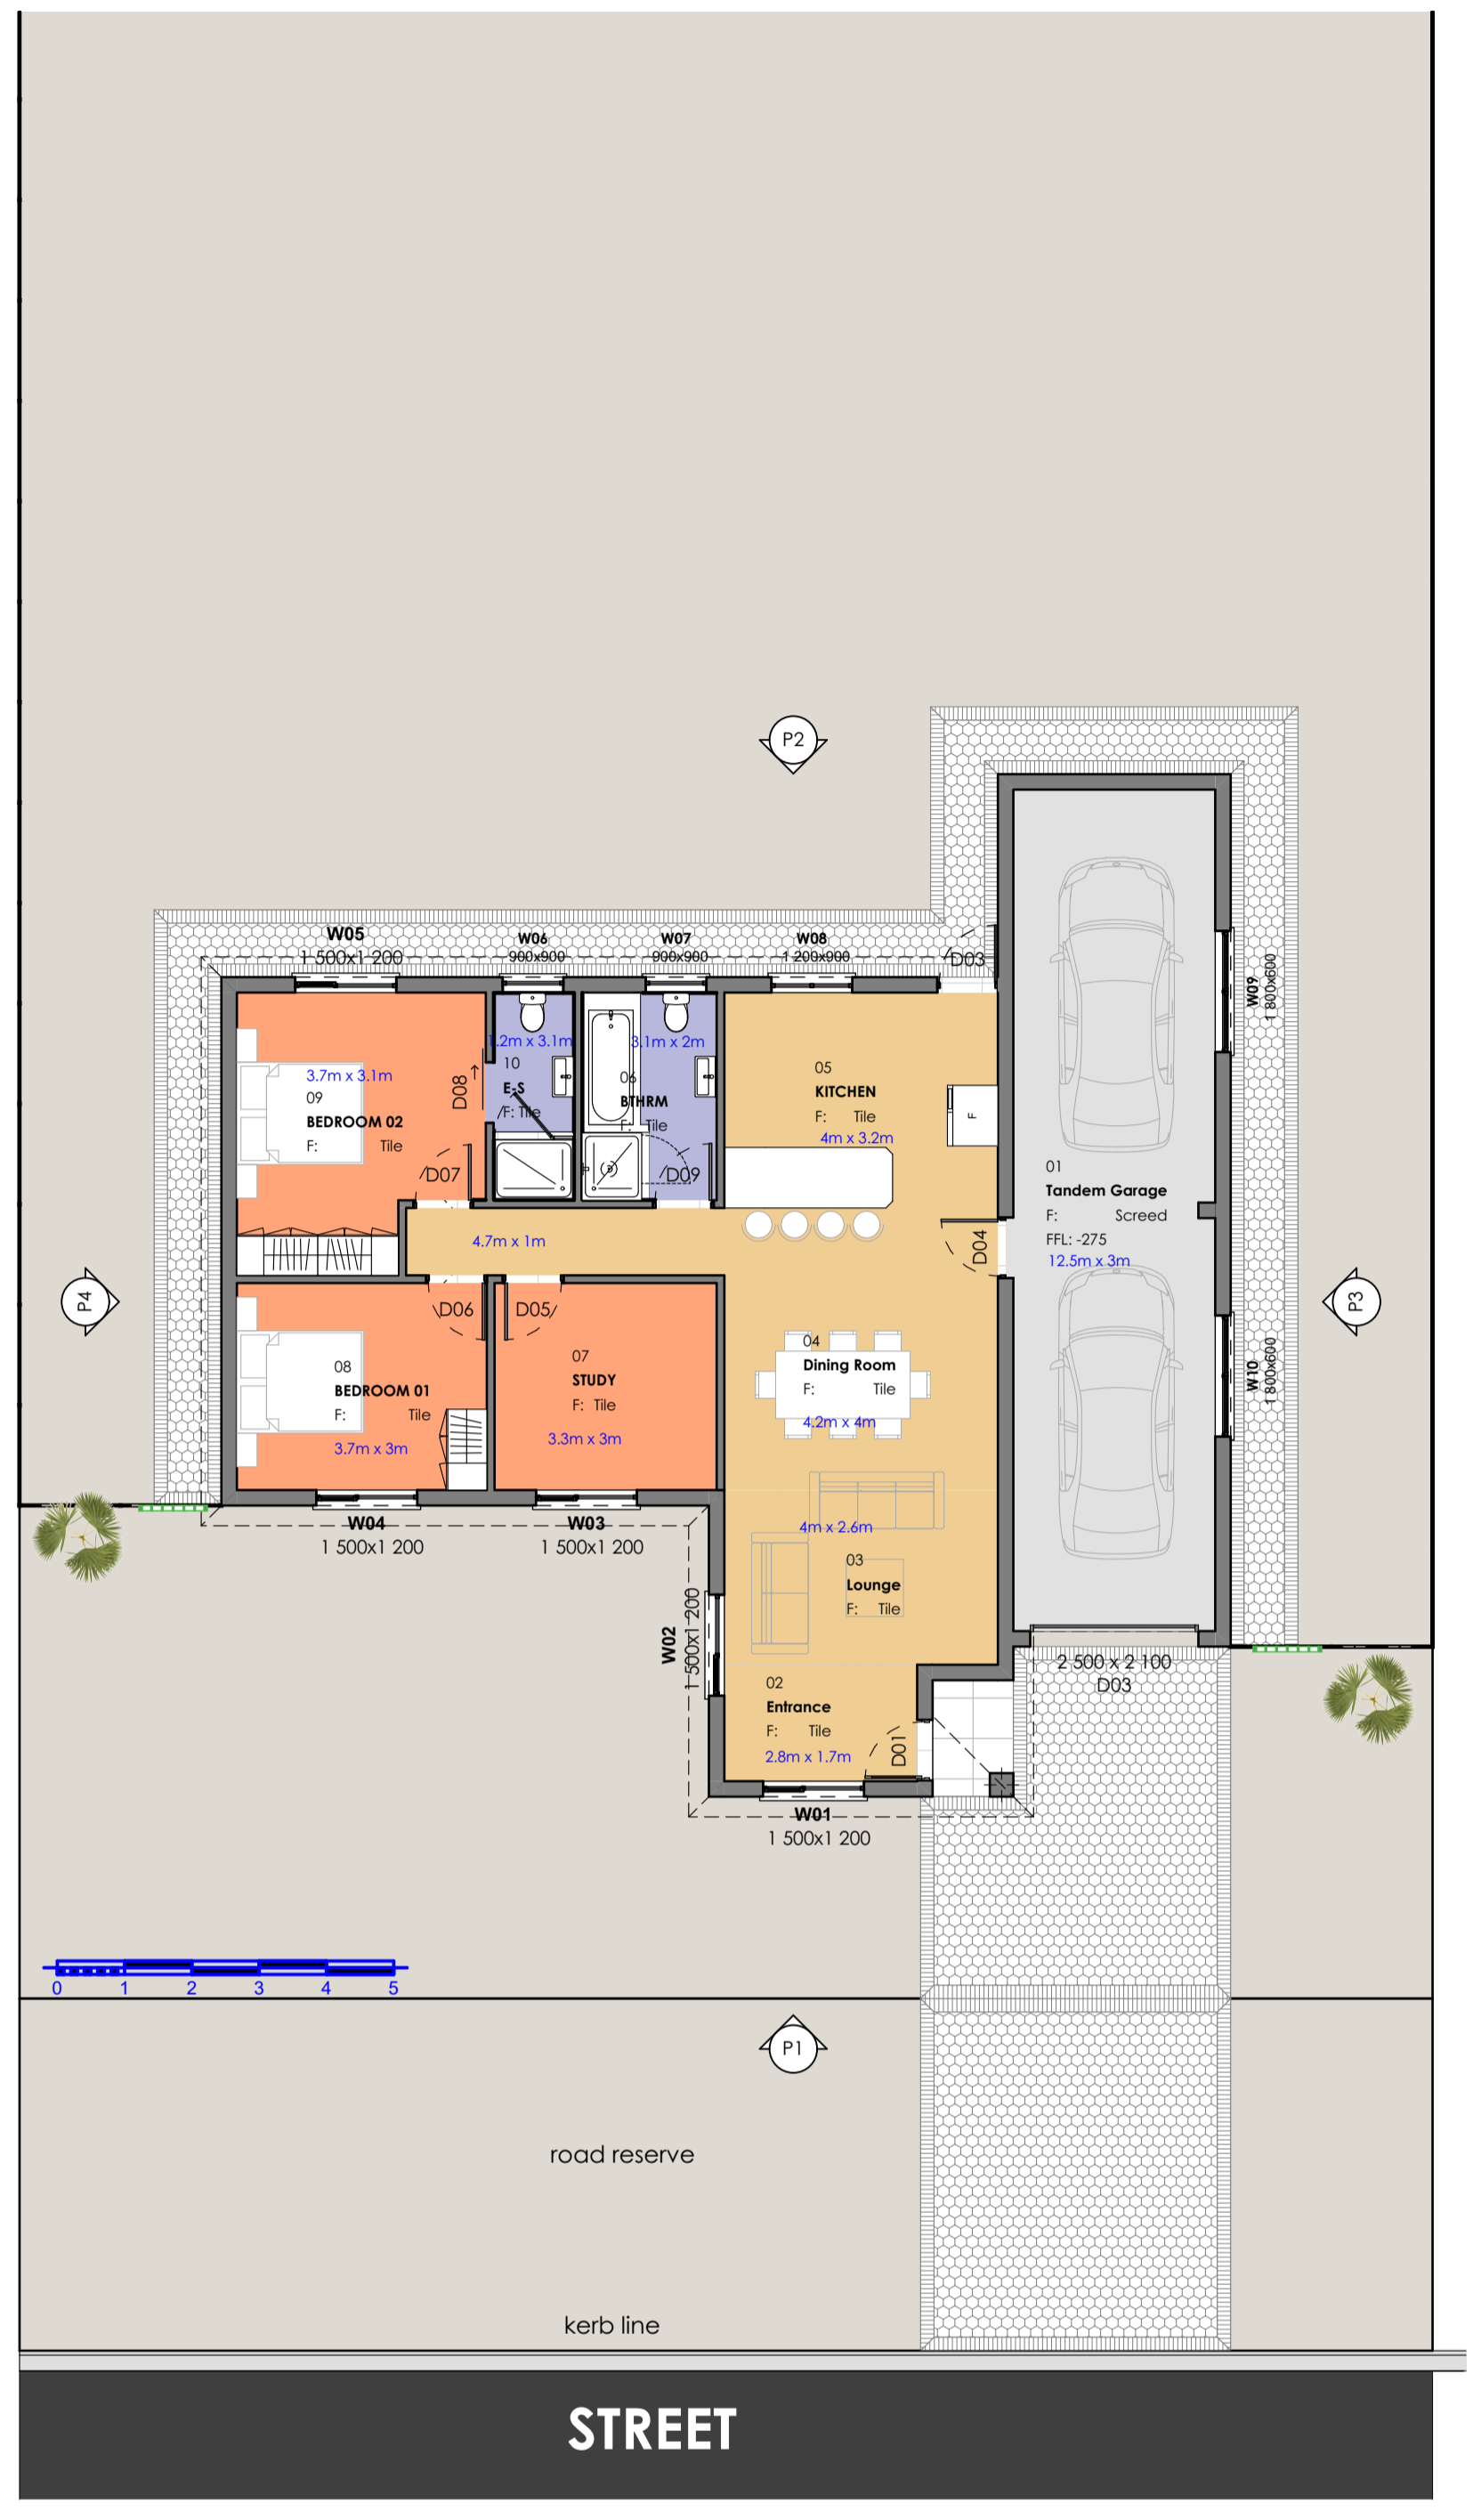 P2
W05
1 500x1 200
W06
900x900
W07
900x900
W08
1 200x900
D03
W09
1 800x600
3.7m x 3.1m
09
BEDROOM 02
F: Tile
D08
D07
1.2m x 3.1m
10
E-S
F: Tile
3.1m x 2m
06
BTHRM
F: Tile
D09
05
KITCHEN
F: Tile
4m x 3.2m
F
01
Tandem Garage
F: Screed
FFL: -275
12.5m x 3m
4.7m x 1m
D04
P4
P3
D06
D05
08
BEDROOM 01
F: Tile
3.7m x 3m
07
STUDY
F: Tile
3.3m x 3m
04
Dining Room
F: Tile
4.2m x 4m
W10
1 800x600
W04
1 500x1 200
W03
1 500x1 200
4m x 2.6m
03
Lounge
F: Tile
W02
1 500x1 200
02
Entrance
F: Tile
2.8m x 1.7m
D01
2 500 x 2 100
D03
W01
1 500x1 200
0 1 2 3 4 5
P1
road reserve
kerb line
STREET